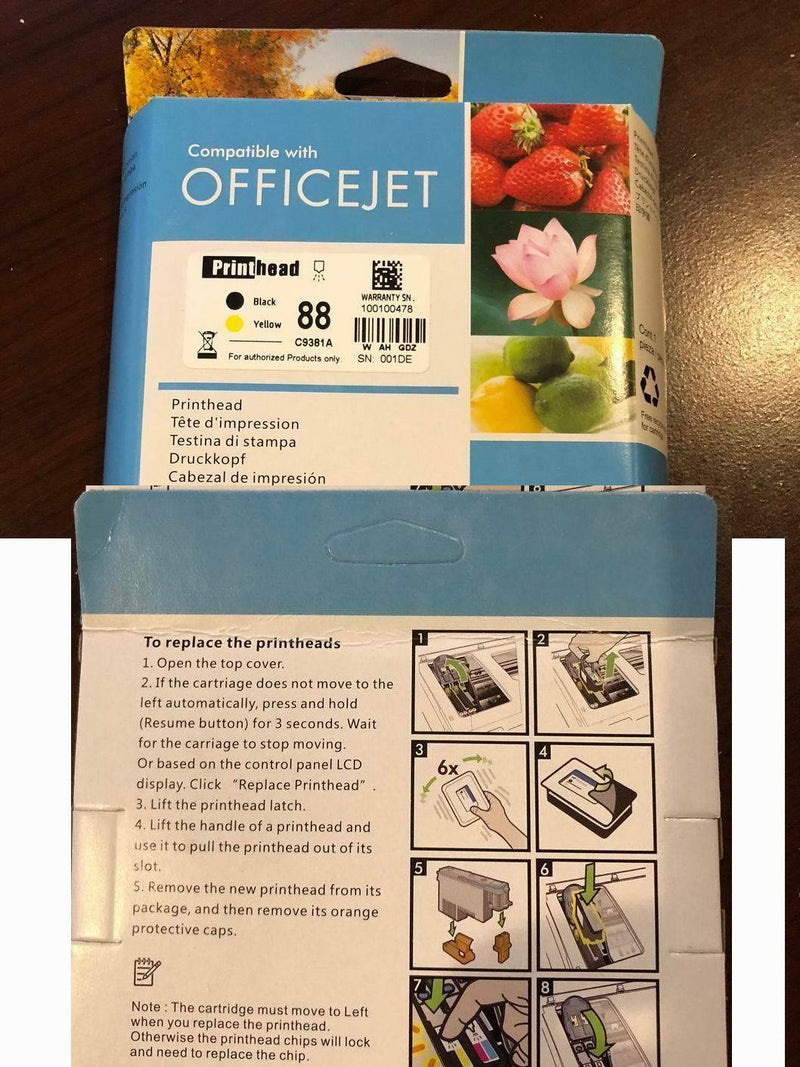 Compatible with
OFFICEJET
Printhead
Black
Yellow
88
C9381A
For authorized Products only.
WARRANTY SN.
100100478
W AH GDZ
SN: 001DE
Printhead
Tête d'impression
Testina di stampa
Druckkopf
Cabezal de impresión
To replace the printheads
1. Open the top cover.
2. If the cartriage does not move to the
left automatically, press and hold
(Resume button) for 3 seconds. Wait
for the carriage to stop moving.
Or based on the control panel LCD
display. Click “Replace Printhead”.
3. Lift the printhead latch.
4. Lift the handle of a printhead and
use it to pull the printhead out of its
slot.
5. Remove the new printhead from its
package, and then remove its orange
protective caps.
Note : The cartridge must move to Left
when you replace the printhead.
Otherwise the printhead chips will lock
and need to replace the chip.
1
2
3
6x
4
5
6
7
8